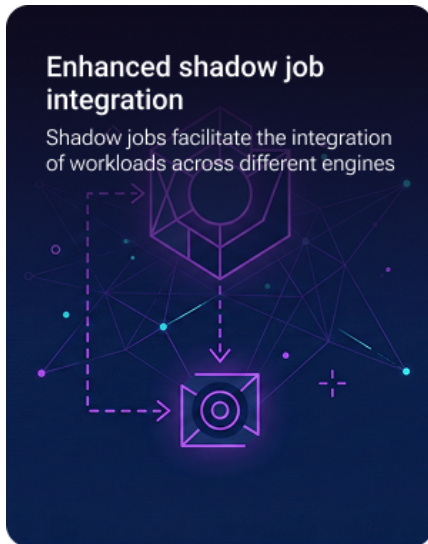 Enhanced shadow job
integration
Shadow jobs facilitate the integration
of workloads across different engines